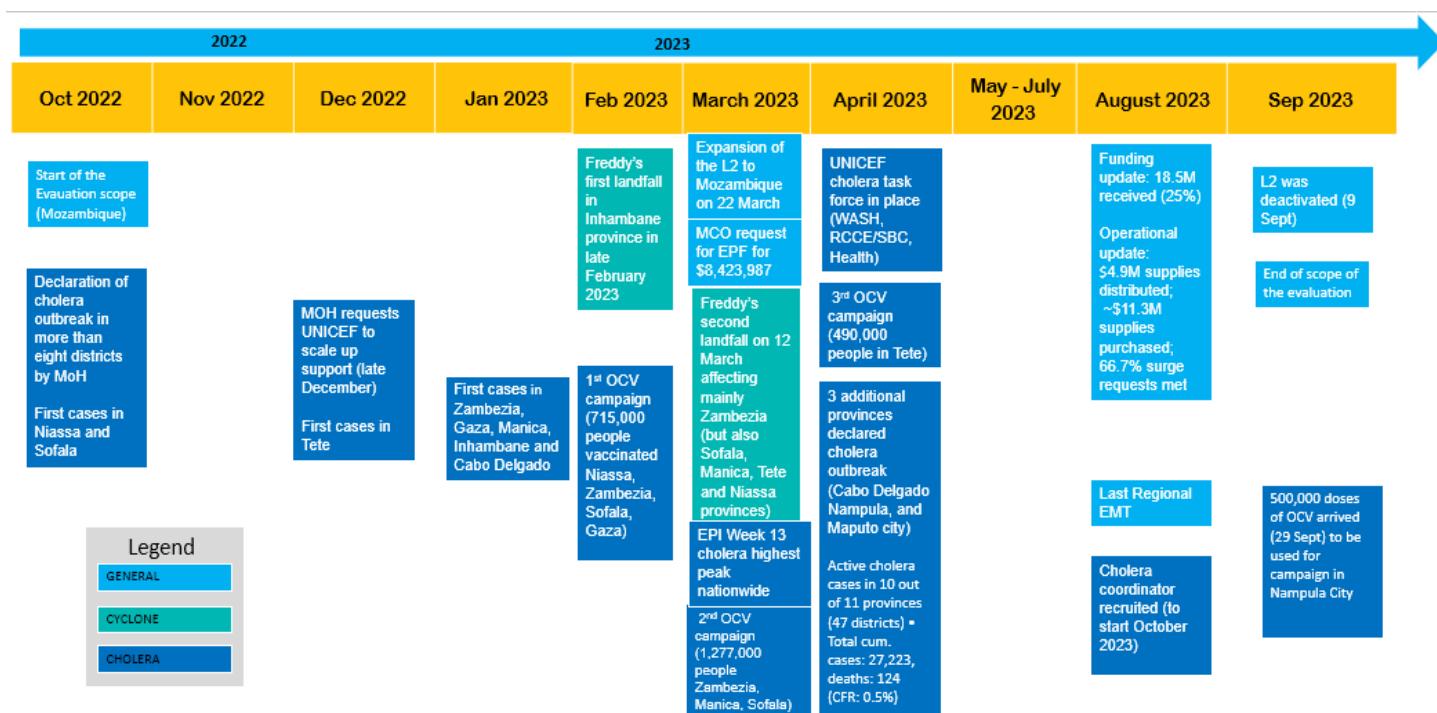 2022
2023
Oct 2022
Nov 2022
Dec 2022
Jan 2023
Feb 2023
March 2023
April 2023
May - July
2023
August 2023
Sep 2023
Start of the
Evauation scope
(Mozambique)
Declaration of
cholera
outbreak in
more than
eight districts
by MoH
First cases in
Niassa and
Sofala
MOH requests
UNICEF to
scale up
support (late
December)
First cases in
Tete
First cases in
Zambezia,
Gaza, Manica,
Inhambane and
Cabo Delgado
Freddy's
first landfall
in
Inhambane
province in
late
February
2023
1st OCV
campaign
(715,000
people
vaccinated
Niassa,
Zambezia,
Sofala,
Gaza)
Expansion of
the L2 to
Mozambique
on 22 March
MCO request
for EPF for
$8,423,987
Freddy's
second
landfall on 12
March
affecting
mainly
Zambezia
(but also
Sofala,
Manica, Tete
and Niassa
provinces)
EPI Week 13
cholera highest
peak
nationwide
2nd OCV
campaign
(1,277,000
people
Zambezia,
Manica, Sofala)
UNICEF
cholera task
force in place
(WASH,
RCCE/SBC,
Health)
3rd OCV
campaign
(490,000
people in Tete)
3 additional
provinces
declared
cholera
outbreak
(Cabo Delgado
Nampula, and
Maputo city)
Active cholera
cases in 10 out
of 11 provinces
(47 districts) •
Total cum.
cases: 27,223,
deaths: 124
(CFR: 0.5%)
Funding
update: 18.5M
received (25%)
Operational
update:
$4.9M supplies
distributed;
~$11.3M
supplies
purchased;
66.7% surge
requests met
Last Regional
EMT
Cholera
coordinator
recruited (to
start October
2023)
L2 was
deactivated (9
Sept)
End of scope of
the evaluation
500,000 doses
of OCV arrived
(29 Sept) to be
used for
campaign in
Nampula City
Legend
GENERAL
CYCLONE
CHOLERA